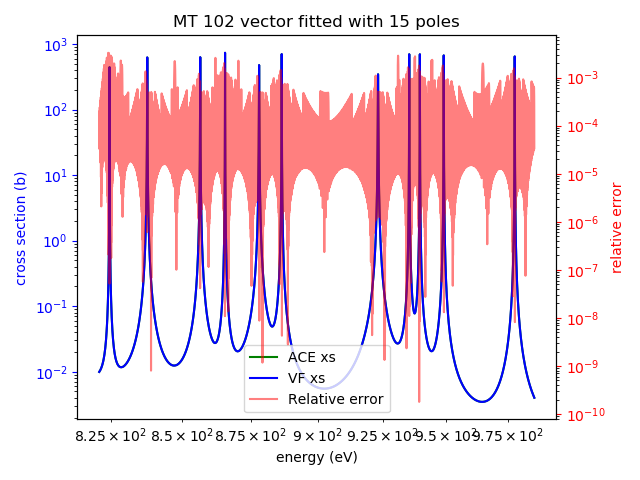 MT 102 vector fitted with 15 poles
cross section (b)
10³
10²
10¹
10⁰
10⁻¹
10⁻²
relative error
10⁻³
10⁻⁴
10⁻⁵
10⁻⁶
10⁻⁷
10⁻⁸
10⁻⁹
10⁻¹⁰
ACE xs
VF xs
Relative error
8.25 × 10² 8.5 × 10² 8.75 × 10² 9 × 10² 9.25 × 10² 9.5 × 10² 9.75 × 10²
energy (eV)